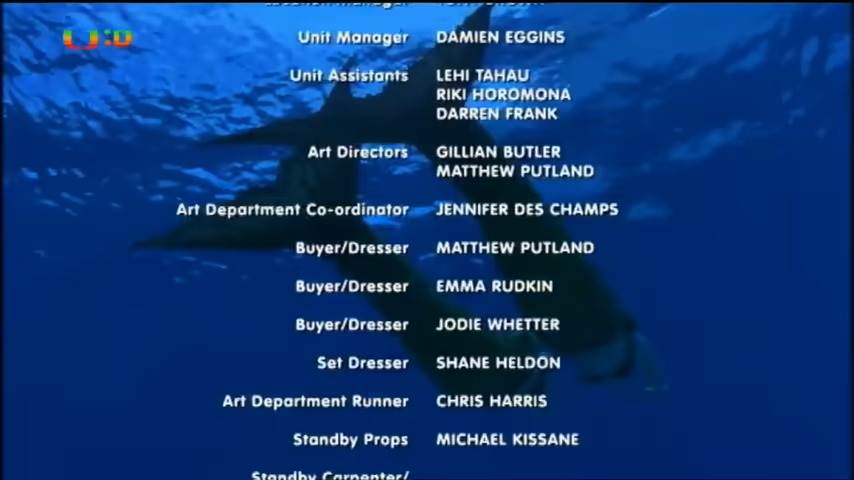 :D
Unit Manager DAMIEN EGGINS
Unit Assistants LEHI TAHAU
RIKI HOROMONA
DARREN FRANK
Art Directors GILLIAN BUTLER
MATTHEW PUTLAND
Art Department Co-ordinator JENNIFER DES CHAMPS
Buyer/Dresser MATTHEW PUTLAND
Buyer/Dresser EMMA RUDKIN
Buyer/Dresser JODIE WHETTER
Set Dresser SHANE HELDON
Art Department Runner CHRIS HARRIS
Standby Props MICHAEL KISSANE
Standby Carpenter/